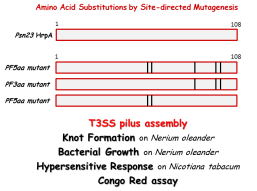 Amino Acid Substitutions by Site-directed Mutagenesis
1 108
Psn23 HrpA
1 108
PF5aa mutant
PF3aa mutant
PF5aa mutant
T3SS pilus assembly
Knot Formation on Nerium oleander
Bacterial Growth on Nerium oleander
Hypersensitive Response on Nicotiana tabacum
Congo Red assay